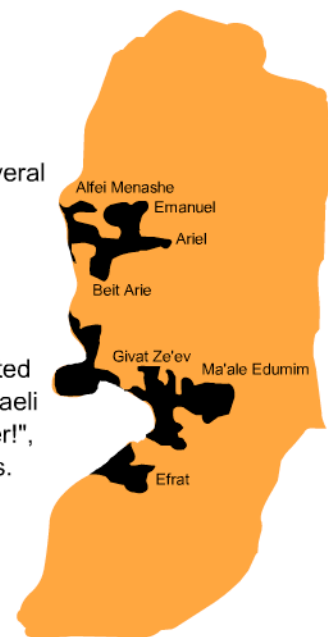 veral
Alfei Menashe
Emanuel
Ariel
Beit Arie
Givat Ze'ev
Ma'ale Edumim
ted
aeli
er!",
s.
Efrat